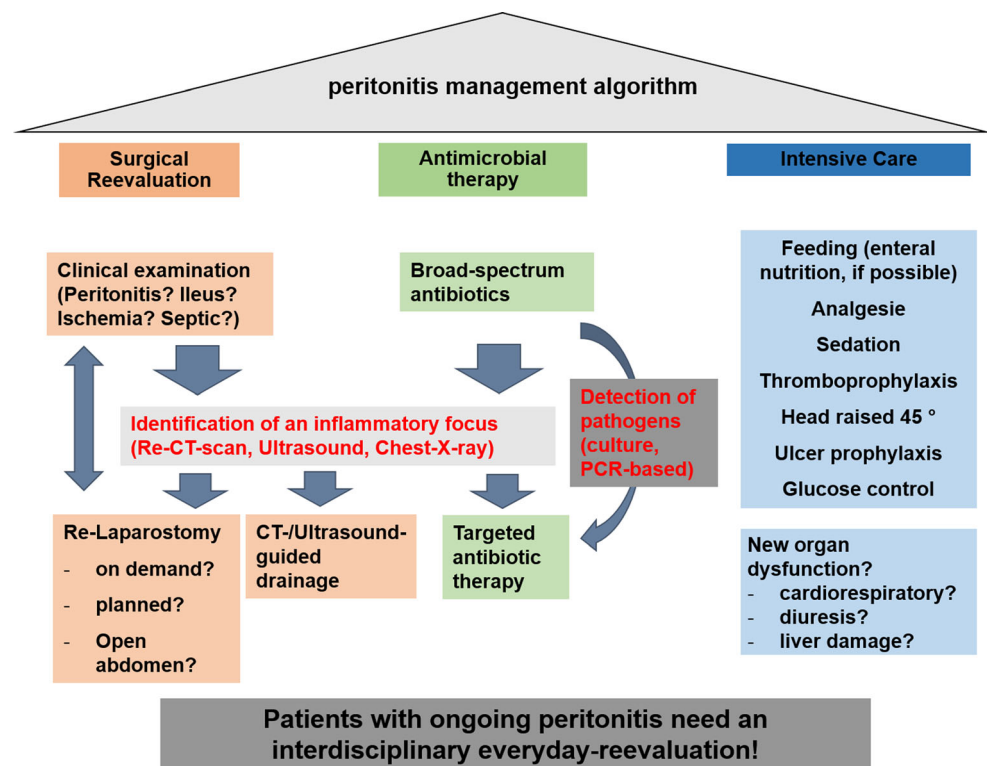 peritonitis management algorithm
Surgical
Reevaluation
Antimicrobial
therapy
Intensive Care
Clinical examination
(Peritonitis? Ileus?
Ischemia? Septic?)
Broad-spectrum
antibiotics
Identification of an inflammatory focus
(Re-CT-scan, Ultrasound, Chest-X-ray)
Detection of
pathogens
(culture,
PCR-based)
Re-Laparostomy
- on demand?
- planned?
- Open
abdomen?
CT-/Ultrasound-
guided
drainage
Targeted
antibiotic
therapy
Feeding (enteral
nutrition, if possible)
Analgesie
Sedation
Thromboprophylaxis
Head raised 45 °
Ulcer prophylaxis
Glucose control
New organ
dysfunction?
- cardiorespiratory?
- diuresis?
- liver damage?
Patients with ongoing peritonitis need an
interdisciplinary everyday-reevaluation!